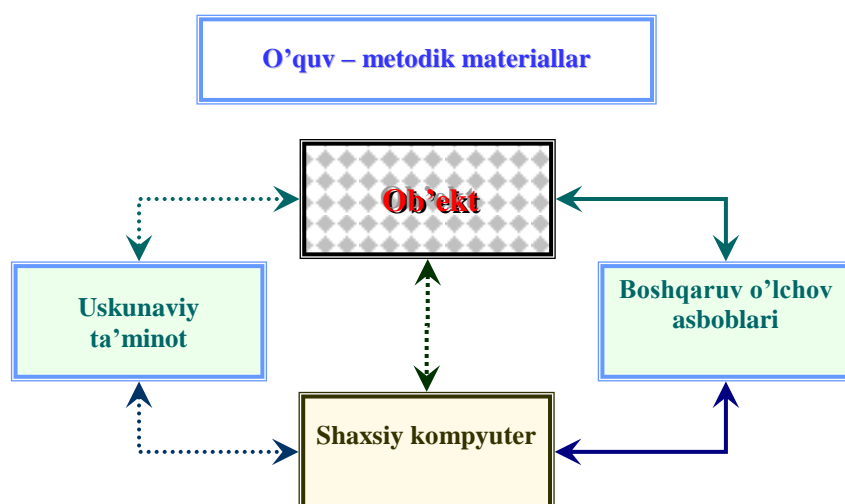 O’quv – metodik materiallar
Ob’ekt
Uskunaviy
ta’minot
Boshqaruv o’lchov
asboblari
Shaxsiy kompyuter